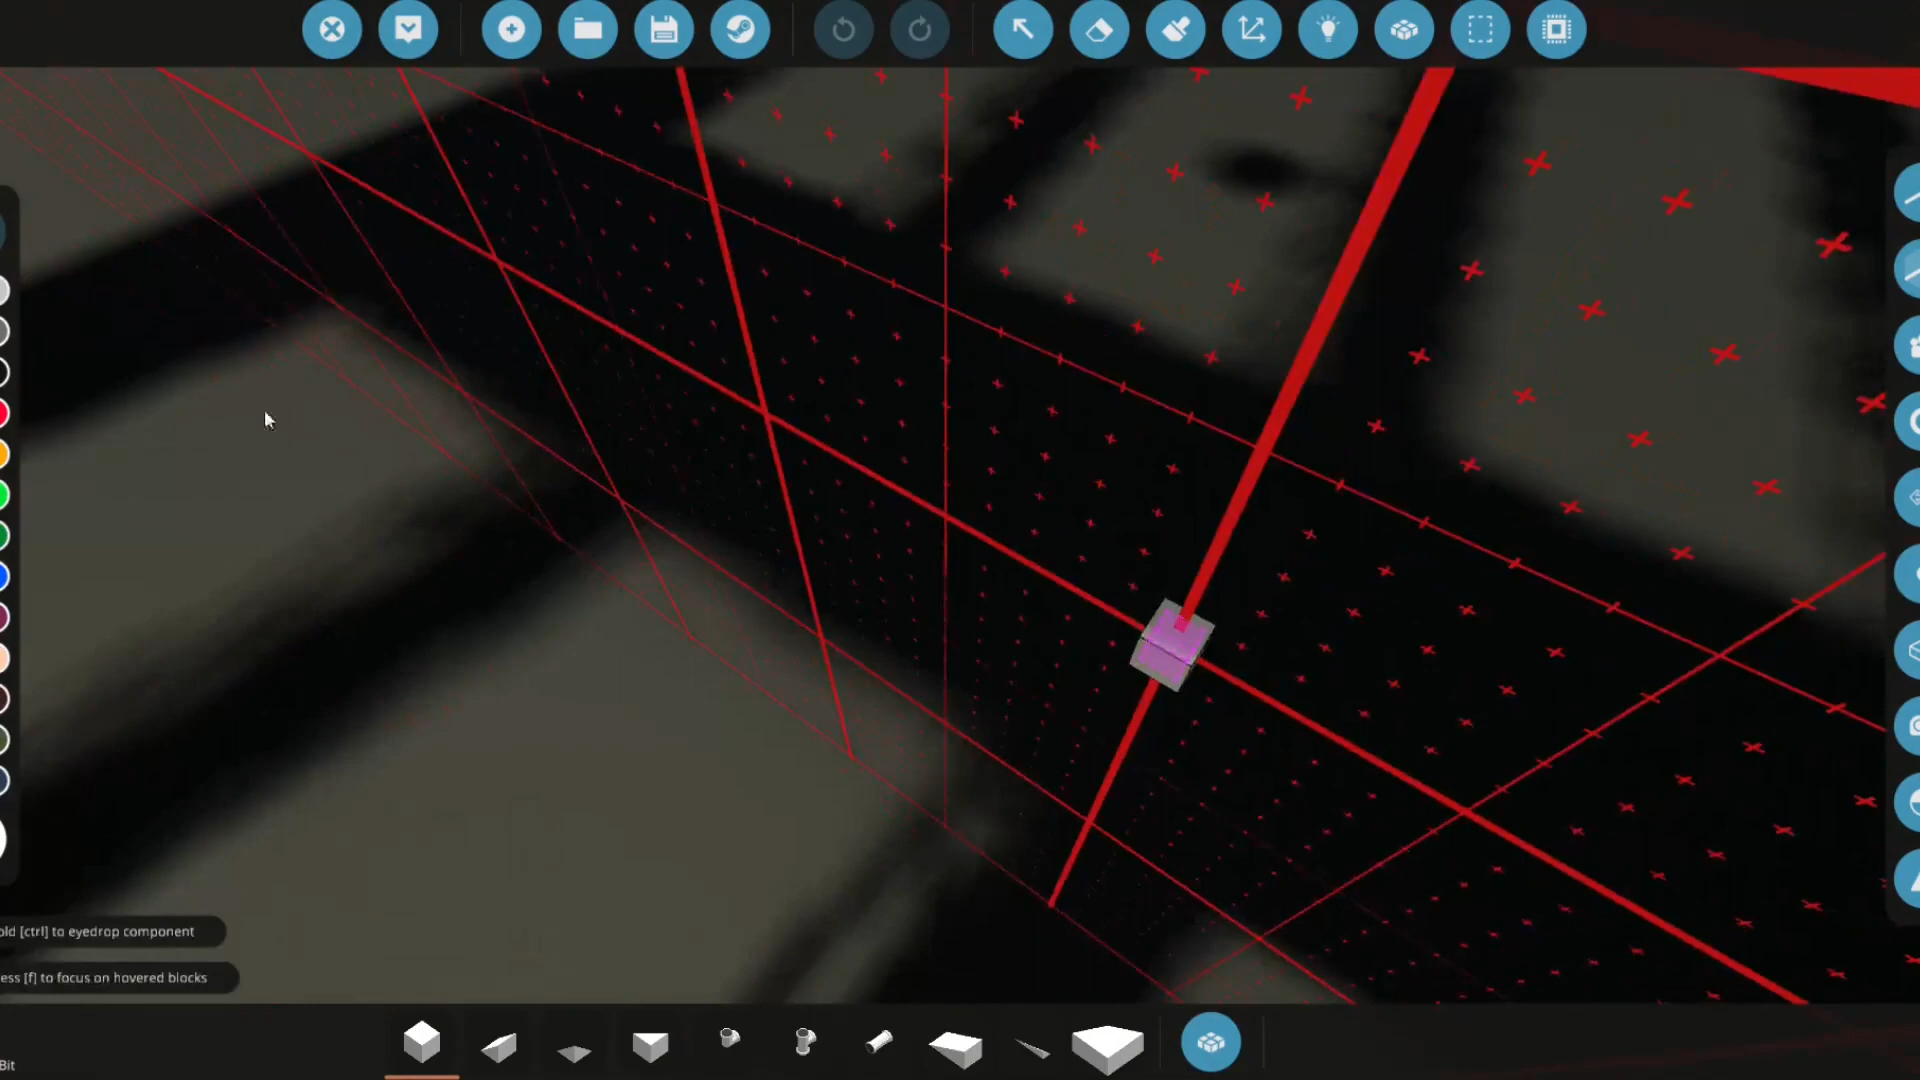 old [ctrl] to eyedrop component
ess [f] to focus on hovered blocks
Bit